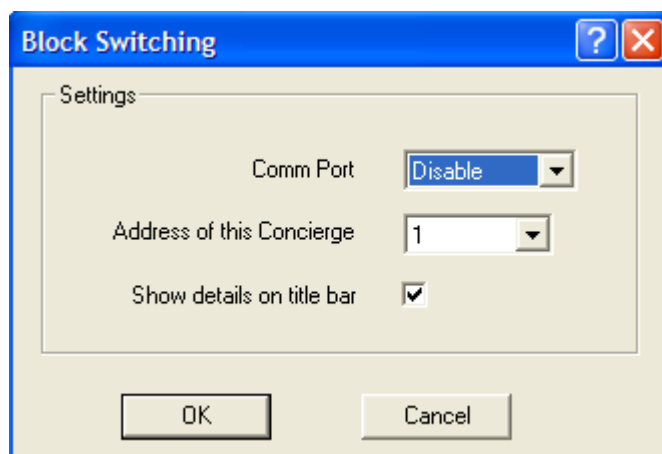 Block Switching
Settings
Comm Port Disable
Address of this Concierge 1
Show details on title bar
OK Cancel